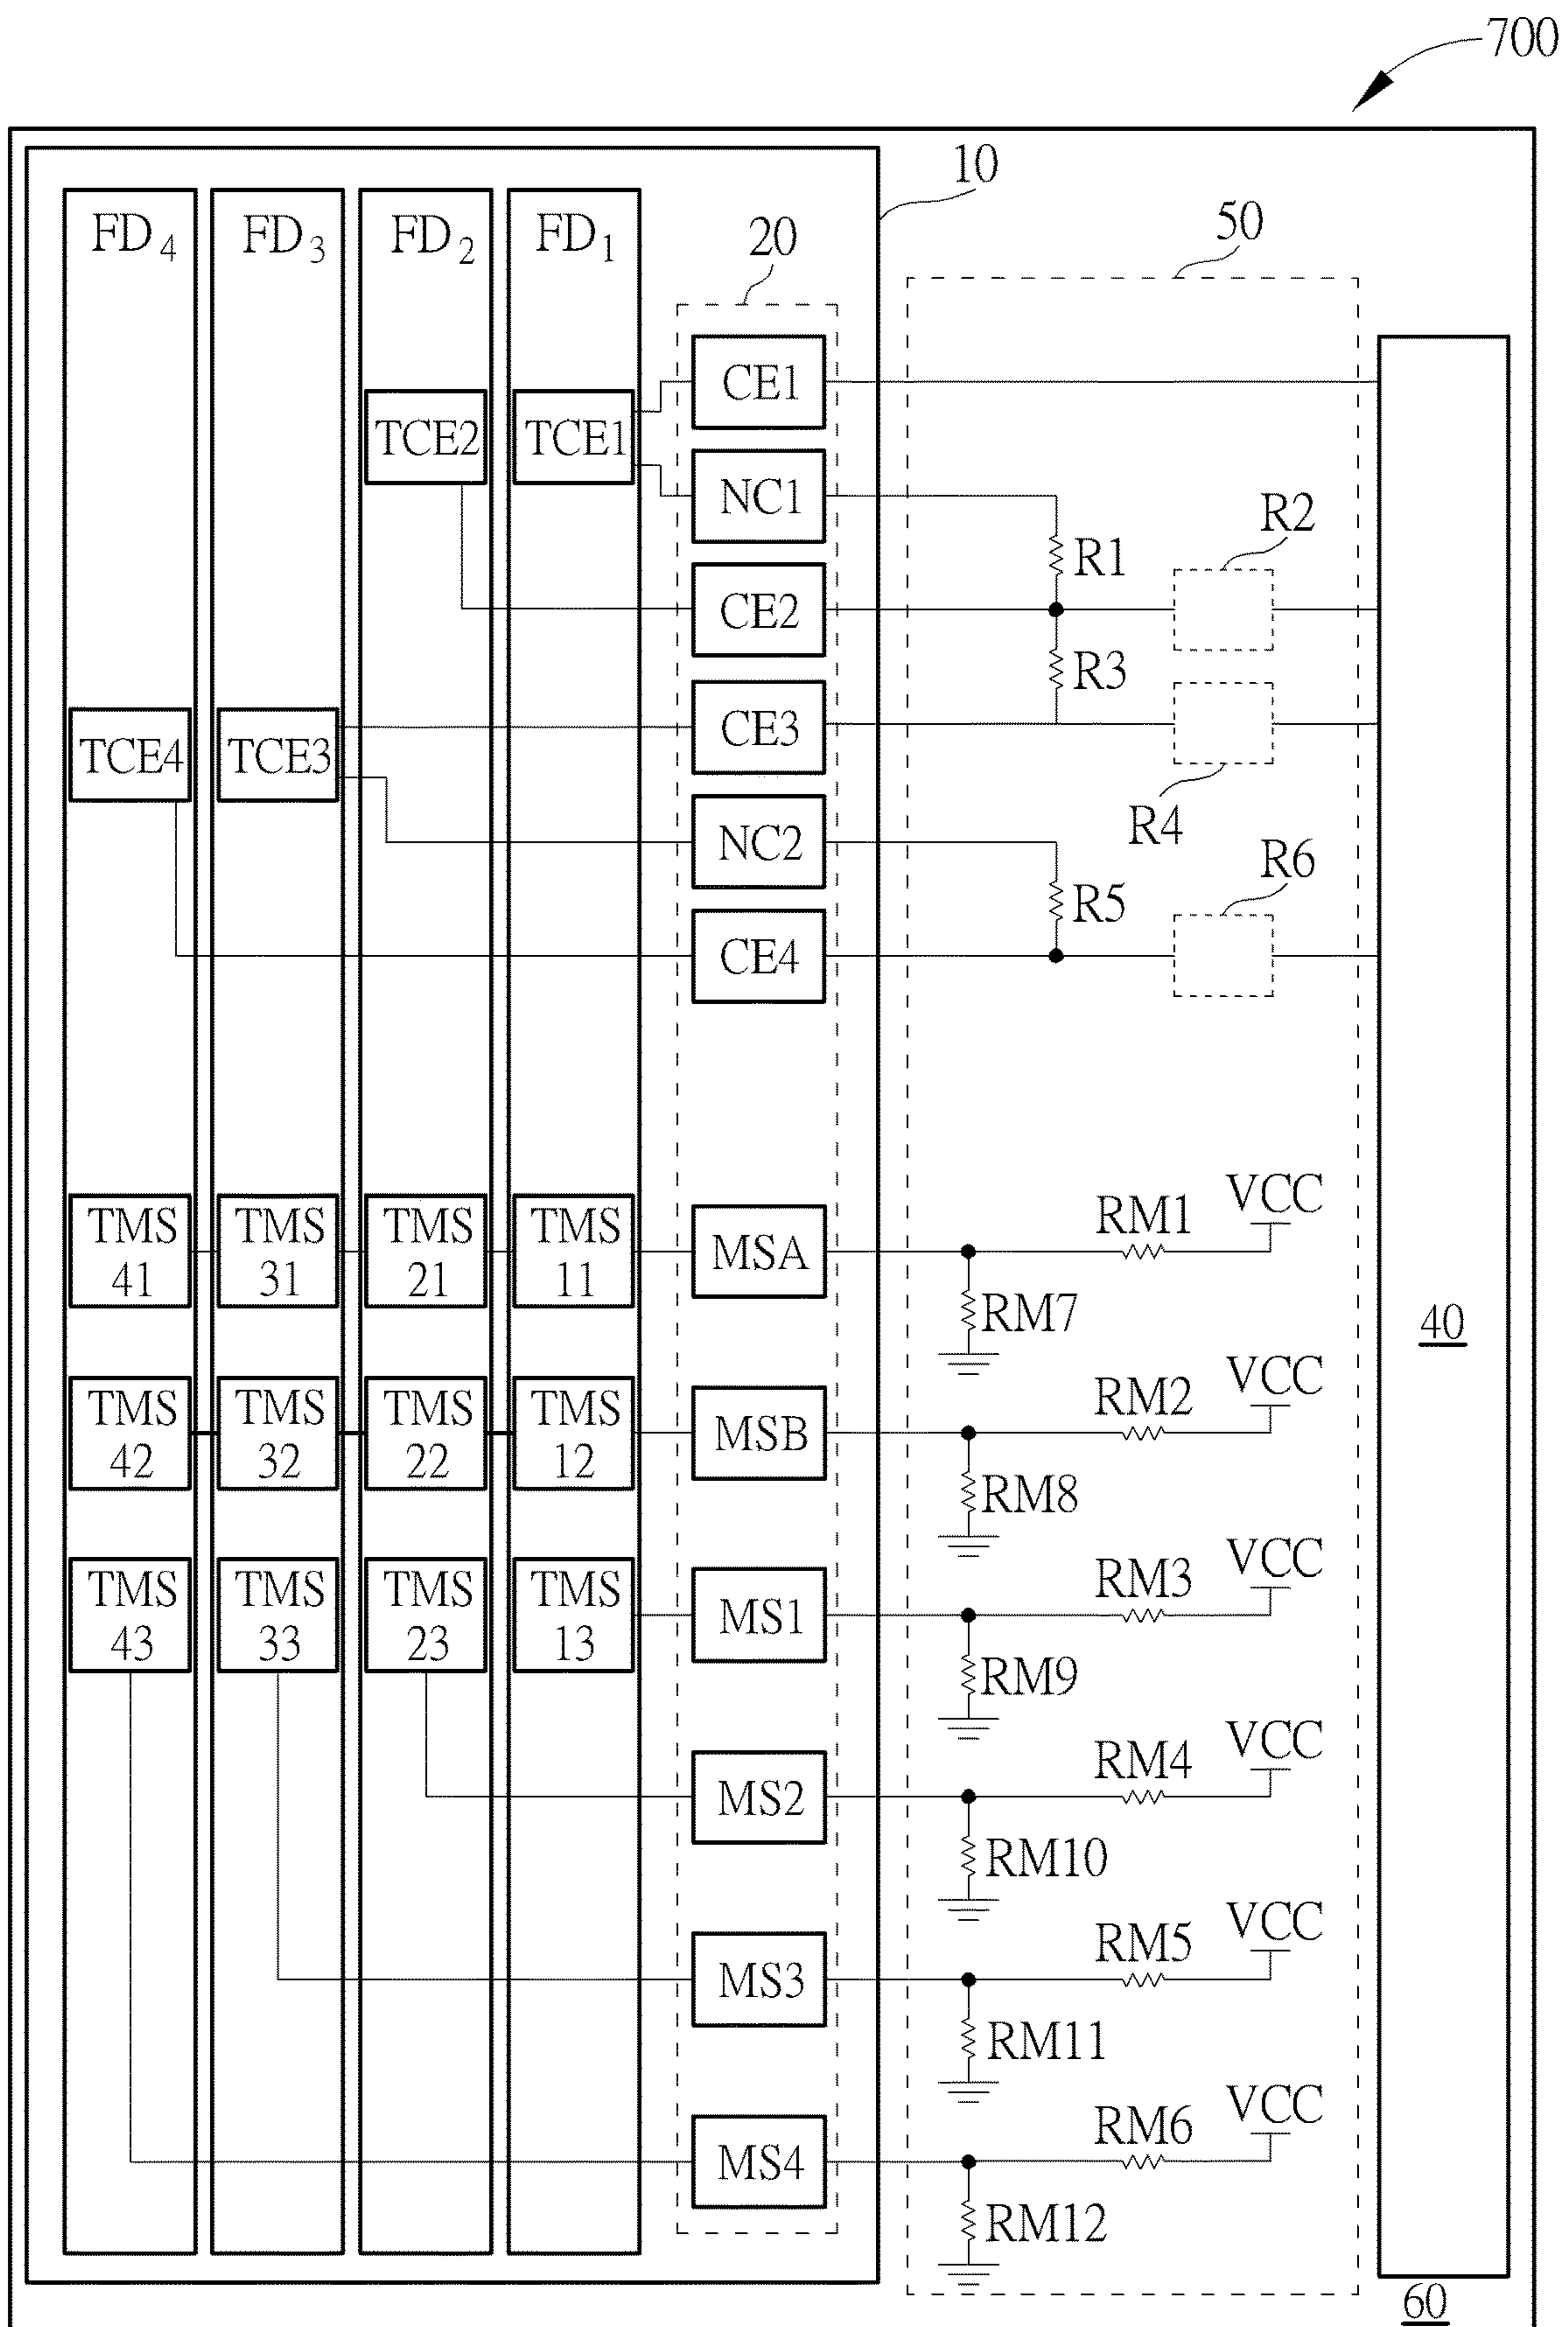 700
10
FD4 FD3 FD2 FD1
20
50
CE1
TCE2 TCE1
NC1
R2
R1
CE2
R3
CE3
TCE4 TCE3
R4
NC2
R6
R5
CE4
VCC
RM1
TMS 41
TMS 31
TMS 21
TMS 11
MSA
RM7
40
VCC
RM2
TMS 42
TMS 32
TMS 22
TMS 12
MSB
RM8
VCC
RM3
TMS 43
TMS 33
TMS 23
TMS 13
MS1
RM9
VCC
RM4
MS2
RM10
VCC
RM5
MS3
RM11
VCC
RM6
MS4
RM12
60